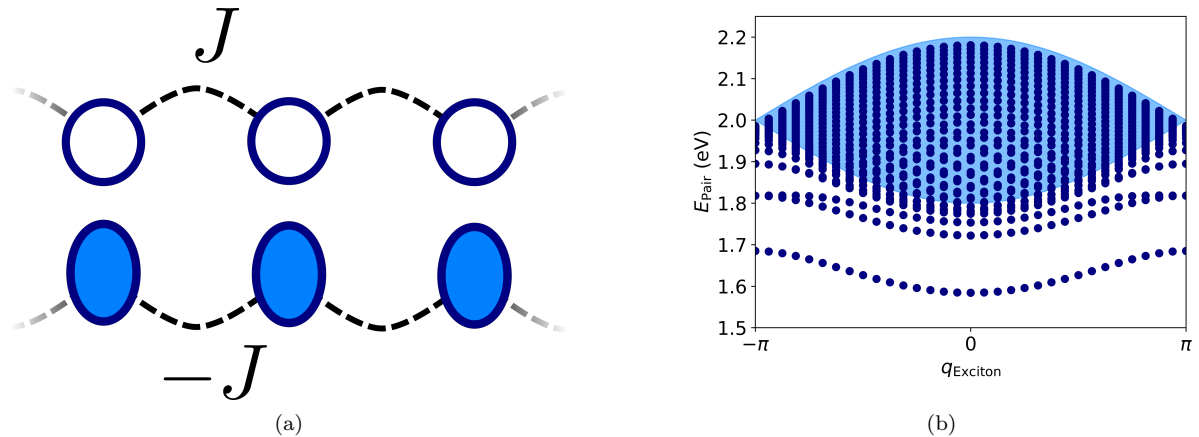 J
−J
(a)
2.2
2.1
2.0
1.9
1.8
1.7
1.6
1.5
E_Pair (eV)
−π 0 π
q_Exciton
(b)